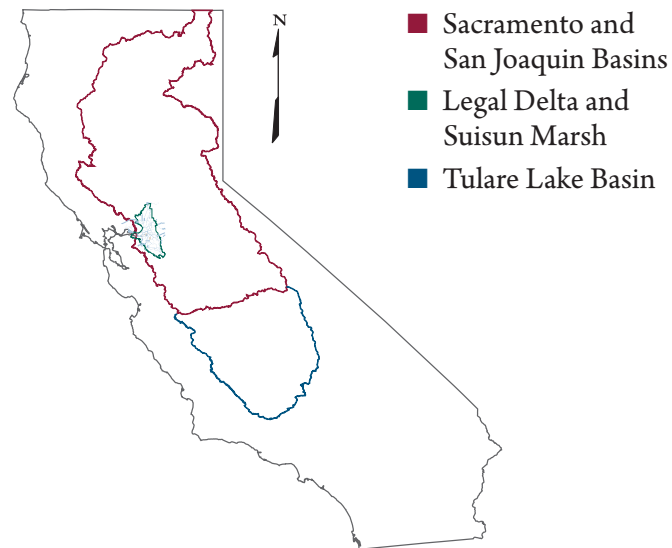 N
Sacramento and
San Joaquin Basins
Legal Delta and
Suisun Marsh
Tulare Lake Basin